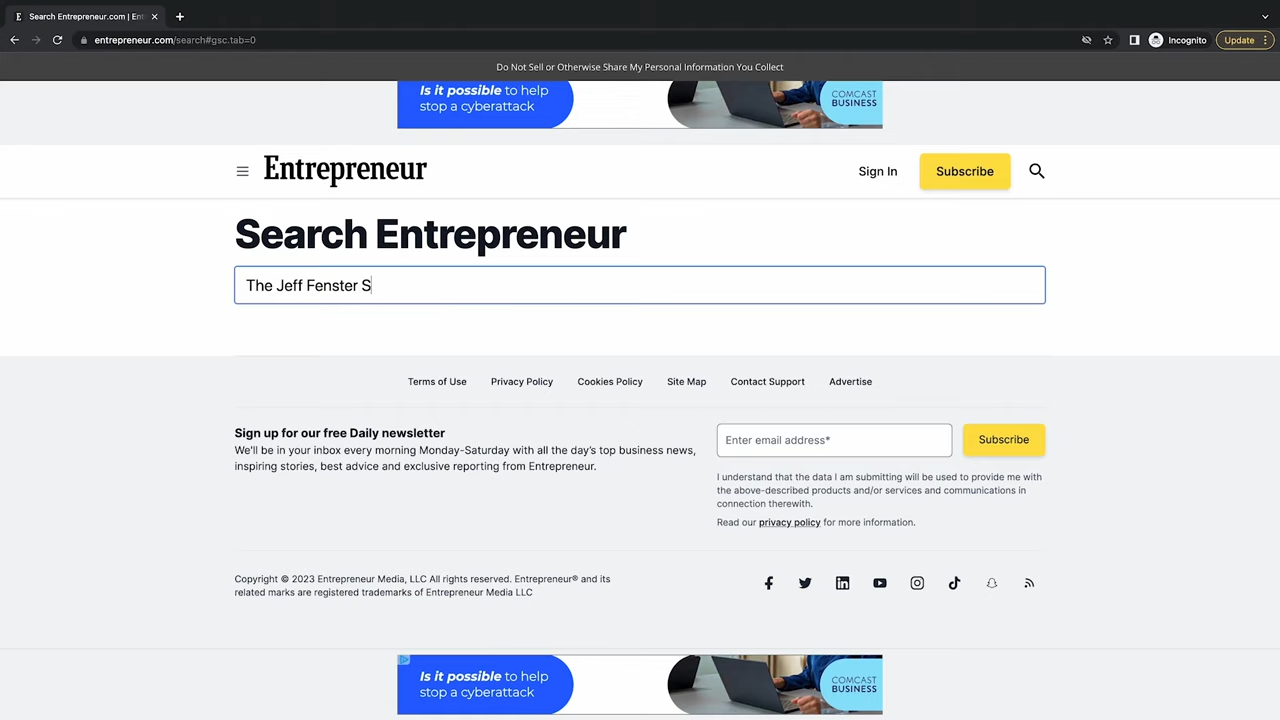 Search Entrepreneur.com | Ent
entrepreneur.com/search#gsc.tab=0
Incognito
Update
Do Not Sell or Otherwise Share My Personal Information You Collect
Is it possible to help
stop a cyberattack
COMCAST
BUSINESS
Entrepreneur
Sign In
Subscribe
Search Entrepreneur
The Jeff Fenster S
Terms of Use
Privacy Policy
Cookies Policy
Site Map
Contact Support
Advertise
Sign up for our free Daily newsletter
We'll be in your inbox every morning Monday-Saturday with all the day's top business news,
inspiring stories, best advice and exclusive reporting from Entrepreneur.
Enter email address*
Subscribe
I understand that the data I am submitting will be used to provide me with
the above-described products and/or services and communications in
connection therewith.
Read our privacy policy for more information.
Copyright © 2023 Entrepreneur Media, LLC All rights reserved. Entrepreneur® and its
related marks are registered trademarks of Entrepreneur Media LLC
Is it possible to help
stop a cyberattack
COMCAST
BUSINESS